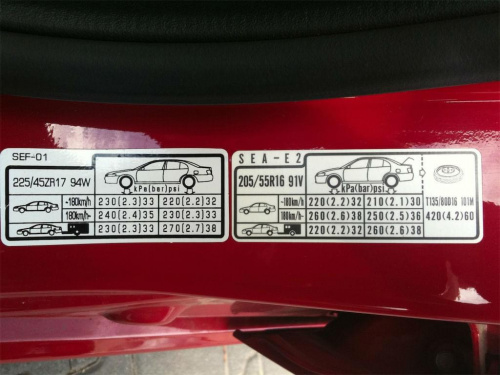 SEF-01
225/45ZR17 94W
kPa(bar)psi
-180km/h 230(2.3)33 220(2.2)32
180km/h- 240(2.4)35 230(2.3)33
230(2.3)33 270(2.7)38
SEA-E2
205/55R16 91V
kPa(bar)psi
-180km/h 220(2.2)32 210(2.1)30 T135/80D16 101M
180km/h- 260(2.6)38 250(2.5)36 420(4.2)60
220(2.2)32 260(2.6)38